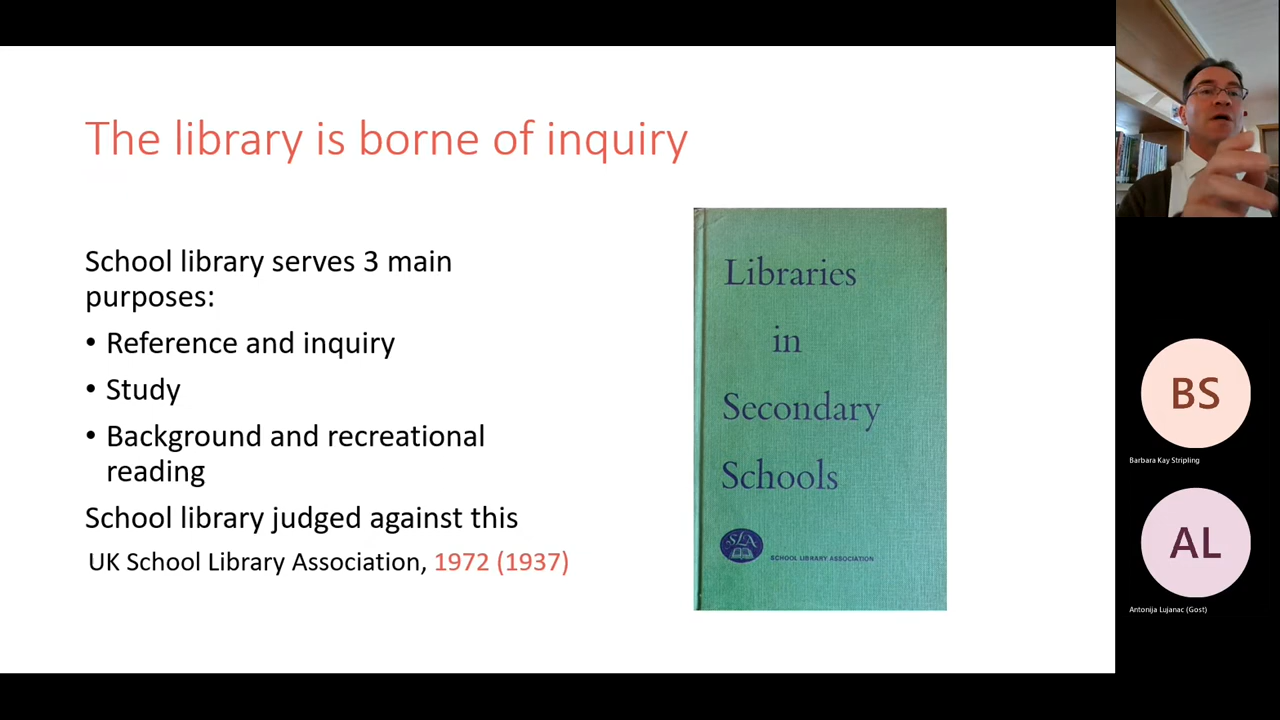 The library is borne of inquiry
School library serves 3 main
purposes:
• Reference and inquiry
• Study
• Background and recreational
reading
School library judged against this
UK School Library Association, 1972 (1937)
Libraries
in
Secondary
Schools
SLA
SCHOOL LIBRARY ASSOCIATION
BS
Barbara Kay Stripling
AL
Antonija Lujanac (Gost)